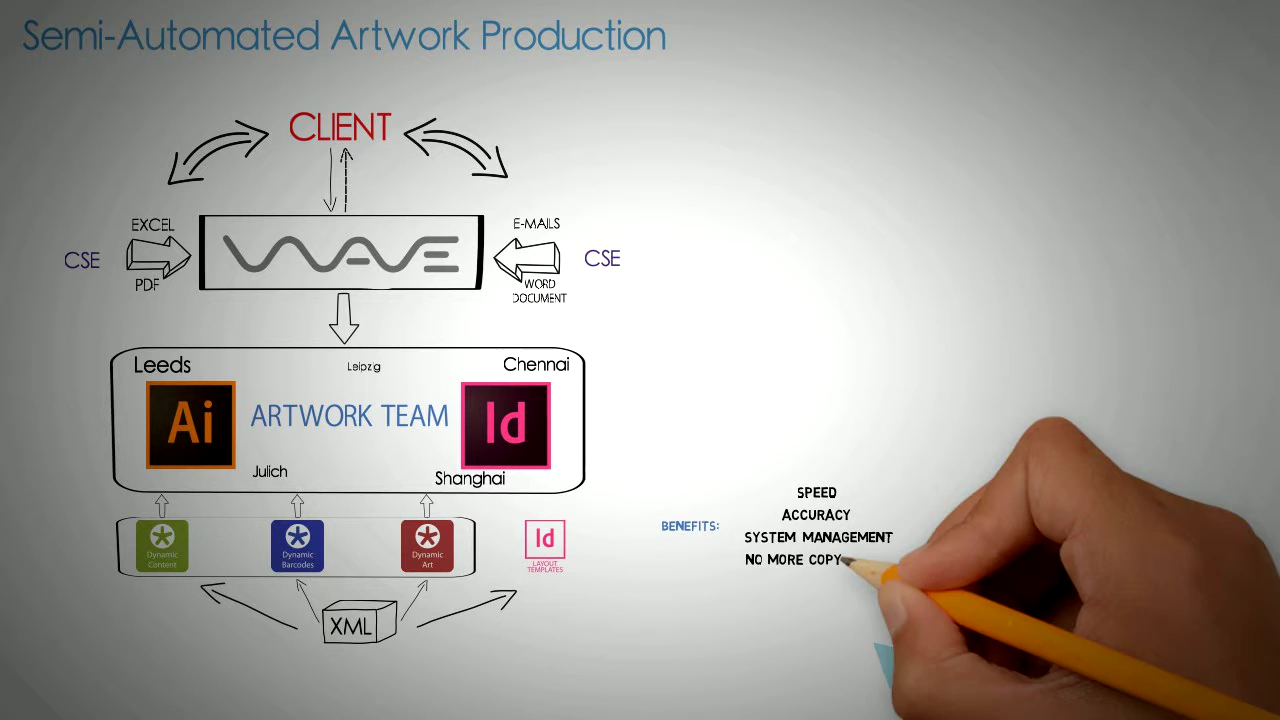 Semi-Automated Artwork Production
CLIENT
EXCEL
E-MAILS
CSE
WAVE
CSE
PDF
WORD
DOCUMENT
Leeds
Leipzig
Chennai
Ai
ARTWORK TEAM
Id
Julich
Shanghai
Dynamic
Content
Dynamic
Barcodes
Dynamic
Art
Id
LAYOUT
TEMPLATES
XML
BENEFITS:
SPEED
ACCURACY
SYSTEM MANAGEMENT
NO MORE COPY